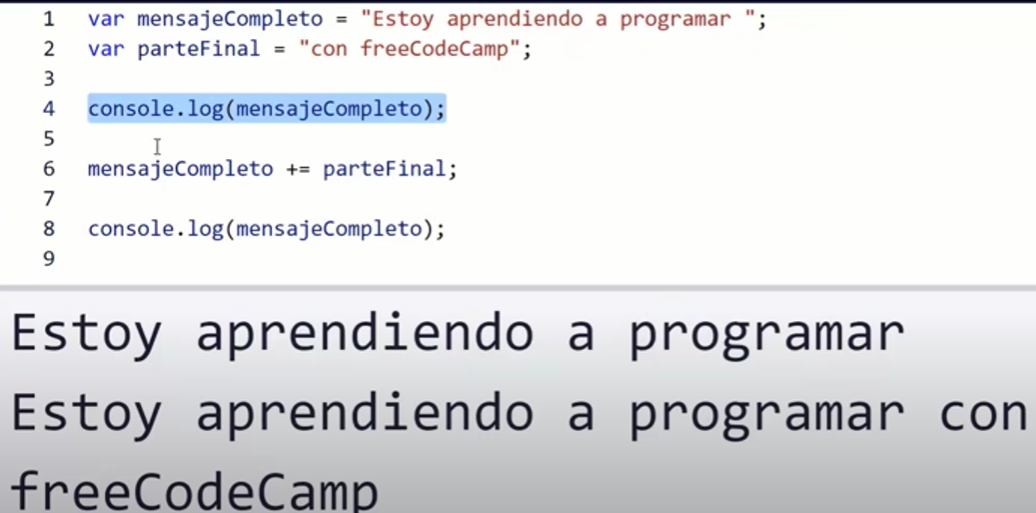 1 var mensajeCompleto = "Estoy aprendiendo a programar ";
2 var parteFinal = "con freeCodeCamp";
3
4 console.log(mensajeCompleto);
5
6 mensajeCompleto += parteFinal;
7
8 console.log(mensajeCompleto);
9
Estoy aprendiendo a programar
Estoy aprendiendo a programar con
freeCodeCamp